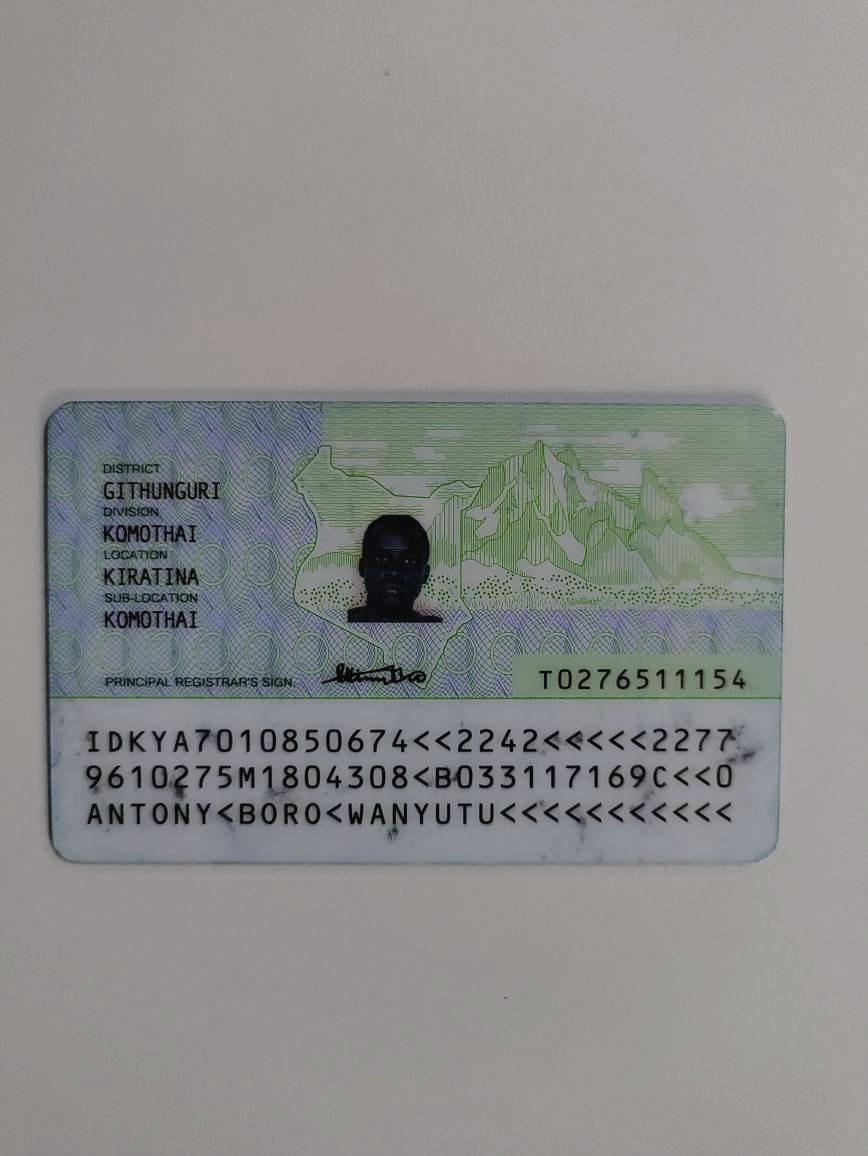 DISTRICT
GITHUNGURI
DIVISION
KOMOTHAI
LOCATION
KIRATINA
SUB-LOCATION
KOMOTHAI
PRINCIPAL REGISTRAR'S SIGN.
T0276511154
IDKYA7010850674<<2242<<<<<2277
9610275M1804308<B033117169C<<0
ANTONY<BORO<WANYUTU<<<<<<<<<<<